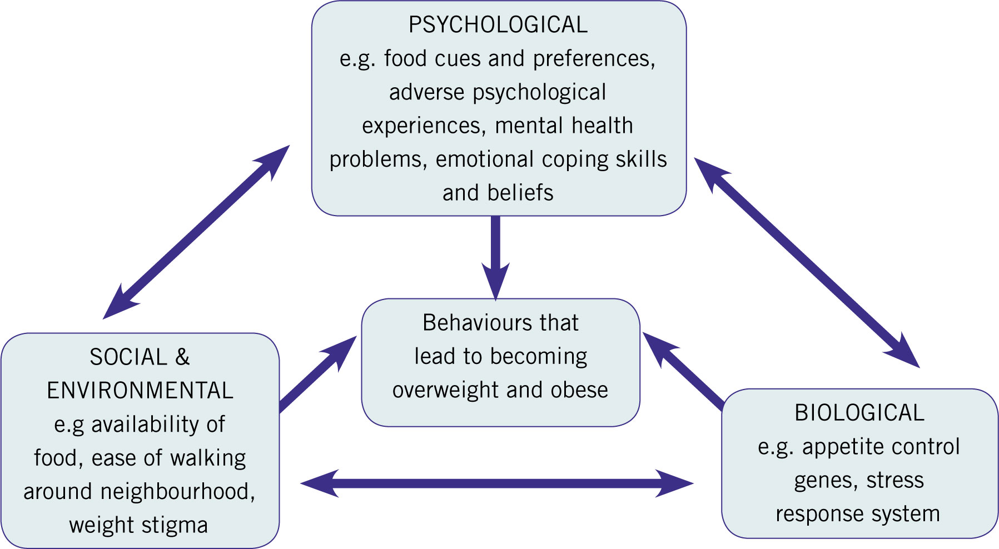 PSYCHOLOGICAL
e.g. food cues and preferences,
adverse psychological
experiences, mental health
problems, emotional coping skills
and beliefs
Behaviours that
lead to becoming
overweight and obese
SOCIAL &
ENVIRONMENTAL
e.g availability of
food, ease of walking
around neighbourhood,
weight stigma
BIOLOGICAL
e.g. appetite control
genes, stress
response system